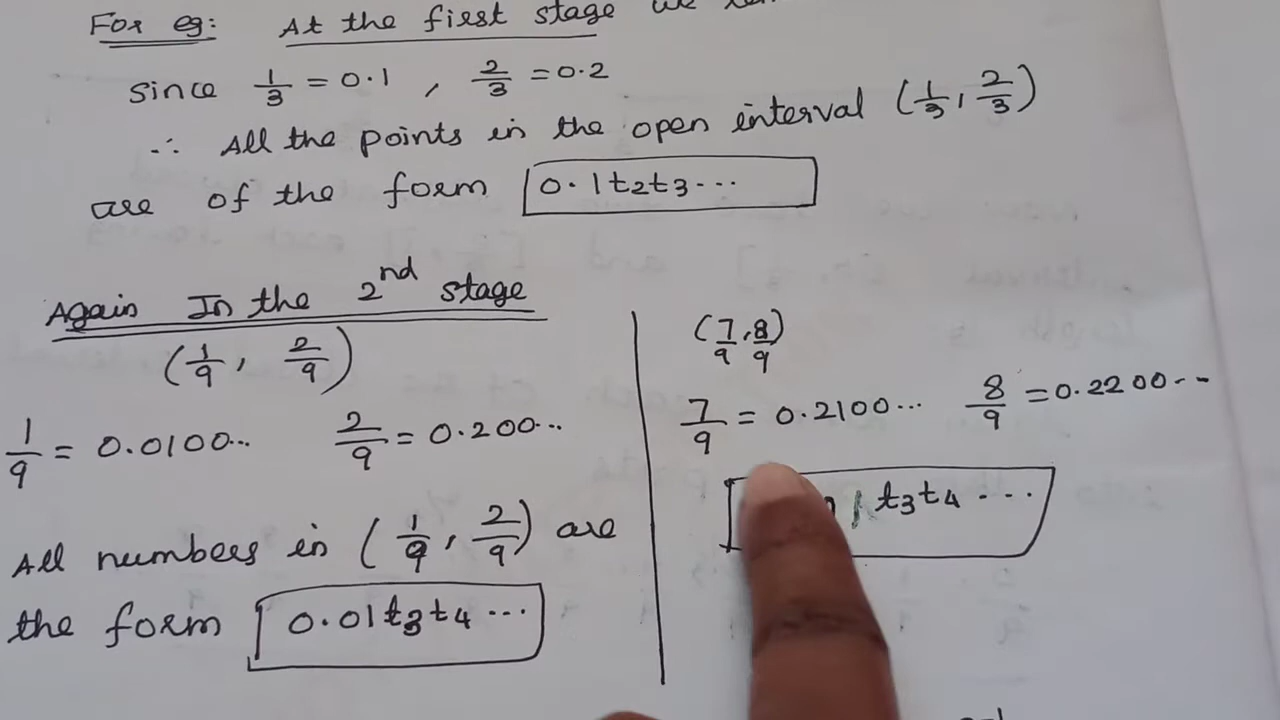 For eg: At the first stage we
Since 1/3 = 0.1 , 2/3 = 0.2
∴ All the points in the open interval (1/3, 2/3)
are of the form 0.1t2t3...
Again In the 2nd stage
(1/9, 2/9)
1/9 = 0.0100... 2/9 = 0.200...
All numbers in (1/9, 2/9) are
the form 0.01t3t4...
(7/9, 8/9)
7/9 = 0.2100... 8/9 = 0.2200...
1 t3t4...